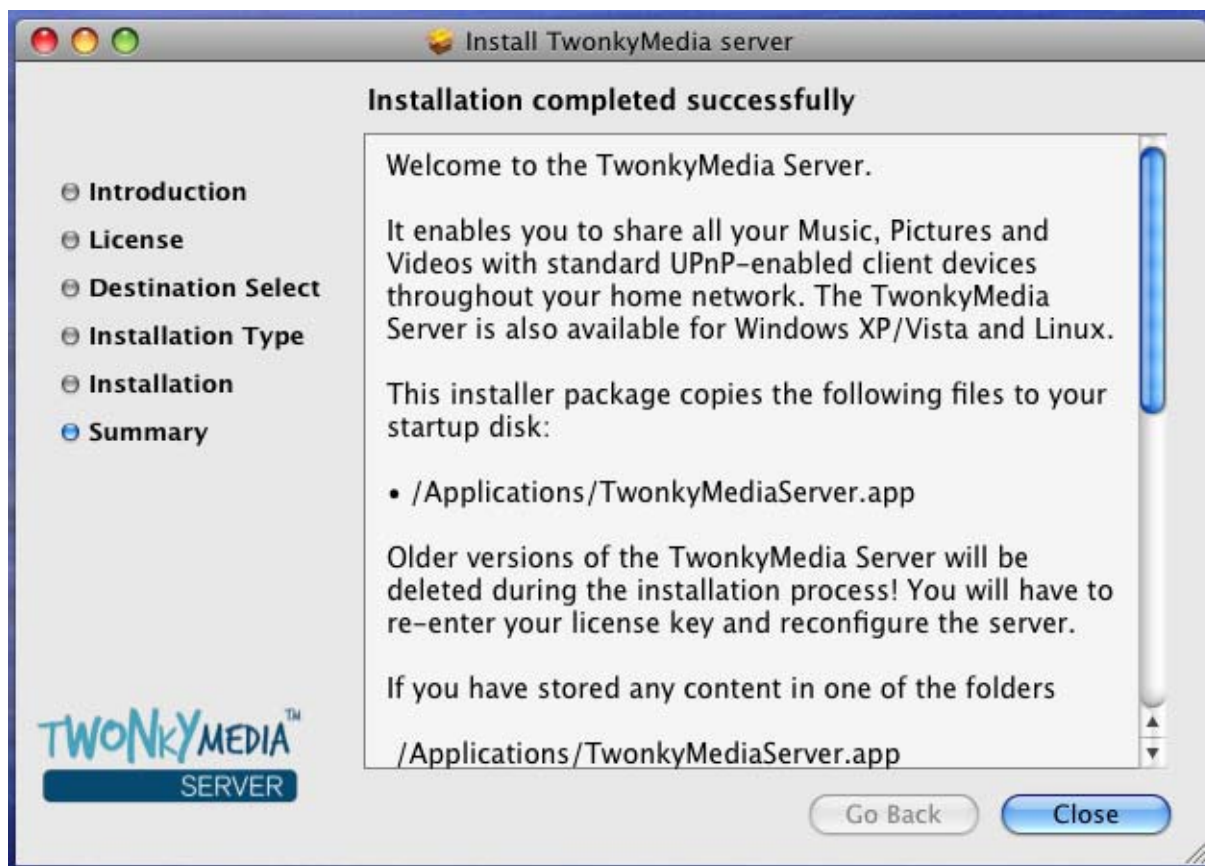 Install TwonkyMedia server
Installation completed successfully
Introduction
License
Destination Select
Installation Type
Installation
Summary
Welcome to the TwonkyMedia Server.
It enables you to share all your Music, Pictures and
Videos with standard UPnP-enabled client devices
throughout your home network. The TwonkyMedia
Server is also available for Windows XP/Vista and Linux.
This installer package copies the following files to your
startup disk:
• /Applications/TwonkyMediaServer.app
Older versions of the TwonkyMedia Server will be
deleted during the installation process! You will have to
re-enter your license key and reconfigure the server.
If you have stored any content in one of the folders
/Applications/TwonkyMediaServer.app
TWONKYMEDIA™
SERVER
Go Back
Close